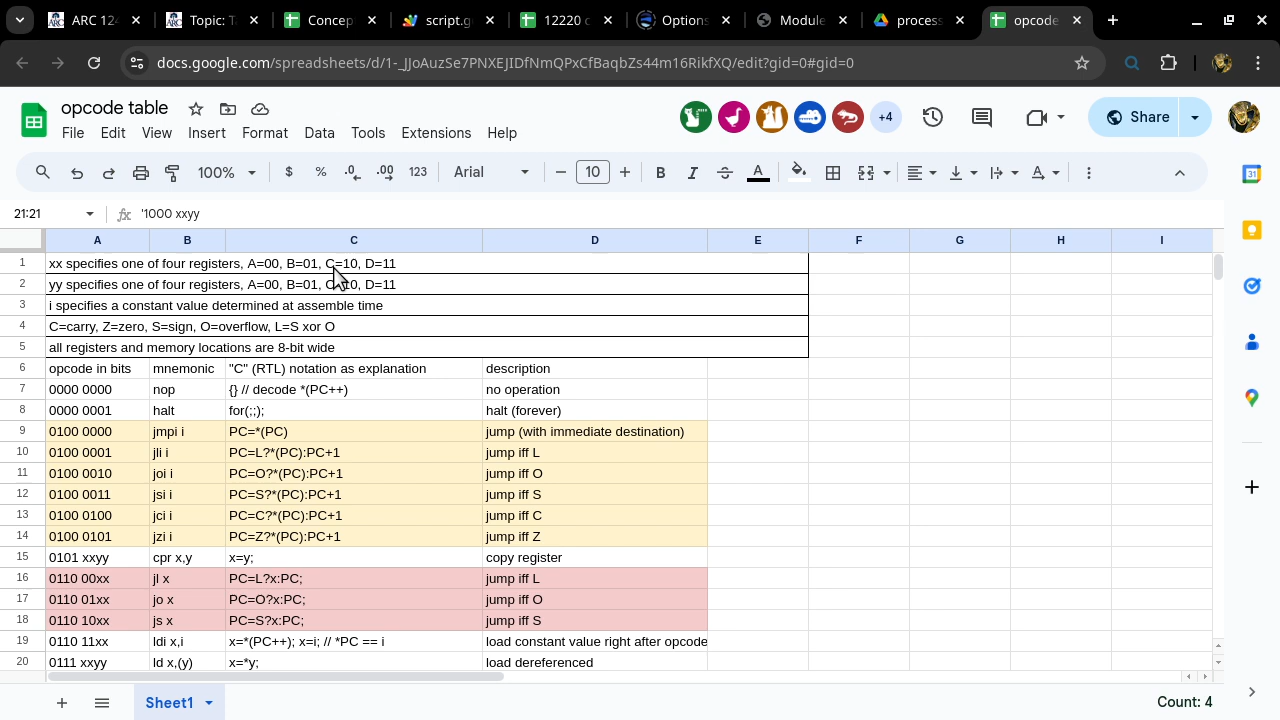 ARC 124
Topic: T
Concep
script.g
12220 c
Options
Module
process
opcode
docs.google.com/spreadsheets/d/1-_JJoAuzSe7PNXEJIDfNmQPxCfBaqbZs44m16RikfXQ/edit?gid=0#gid=0
opcode table
+4
Share
File Edit View Insert Format Data Tools Extensions Help
100% $ % .0 .00 123 Arial 10 B I A A
21:21 fx '1000 xxyy
A B C D E F G H I
1 xx specifies one of four registers, A=00, B=01, C=10, D=11
2 yy specifies one of four registers, A=00, B=01, C=10, D=11
3 i specifies a constant value determined at assemble time
4 C=carry, Z=zero, S=sign, O=overflow, L=S xor O
5 all registers and memory locations are 8-bit wide
6 opcode in bits mnemonic "C" (RTL) notation as explanation description
7 0000 0000 nop {} // decode *(PC++) no operation
8 0000 0001 halt for(;;); halt (forever)
9 0100 0000 jmpi i PC=*(PC) jump (with immediate destination)
10 0100 0001 jli i PC=L?*(PC):PC+1 jump iff L
11 0100 0010 joi i PC=O?*(PC):PC+1 jump iff O
12 0100 0011 jsi i PC=S?*(PC):PC+1 jump iff S
13 0100 0100 jci i PC=C?*(PC):PC+1 jump iff C
14 0100 0101 jzi i PC=Z?*(PC):PC+1 jump iff Z
15 0101 xxyy cpr x,y x=y; copy register
16 0110 00xx jl x PC=L?x:PC; jump iff L
17 0110 01xx jo x PC=O?x:PC; jump iff O
18 0110 10xx js x PC=S?x:PC; jump iff S
19 0110 11xx ldi x,i x=*(PC++); x=i; // *PC == i load constant value right after opcode
20 0111 xxyy ld x,(y) x=*y; load dereferenced
Sheet1
Count: 4
31